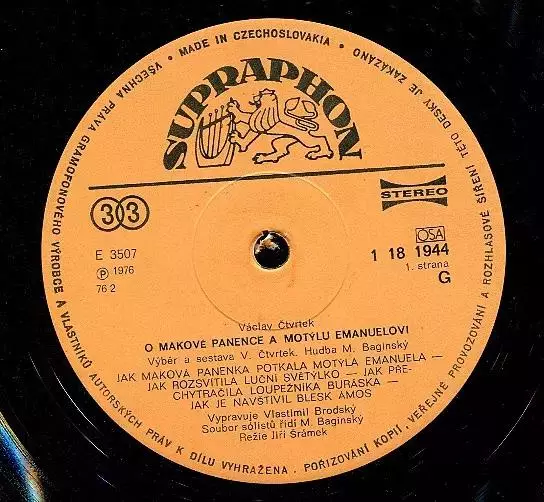 VŠECHNA PRÁVA GRAMOFONOVÉHO VÝROBCE A VLASTNÍKŮ AUTORSKÝCH PRÁV K DÍLU VYHRAŽENA. POŘIZOVÁNÍ KOPIÍ, VEŘEJNÉ PROVOZOVÁNÍ A ROZHLASOVÉ ŠÍŘENÍ TÉTO DESKY JE ZAKÁZÁNO
• MADE IN CZECHOSLOVAKIA •
SUPRAPHON
33
STEREO
E 3507
Ⓟ 1976
76 2
OSA
1 18 1944
1. strana
G
Václav Čtvrtek
O MAKOVÉ PANENCE A MOTÝLU EMANUELOVI
Výběr a sestava V. Čtvrtek. Hudba M. Baginský
JAK MAKOVÁ PANENKA POTKALA MOTÝLA EMANUELA —
JAK ROZSVÍTILA LUČNÍ SVĚTÝLKO — JAK PŘE-
CHYTRAČILA LOUPEŽNÍKA BURÁSKA —
JAK JE NAVŠTÍVIL BLESK ÁMOS
Vypravuje Vlastimil Brodský
Soubor sólistů řídí M. Baginský
Režie Jiří Šrámek